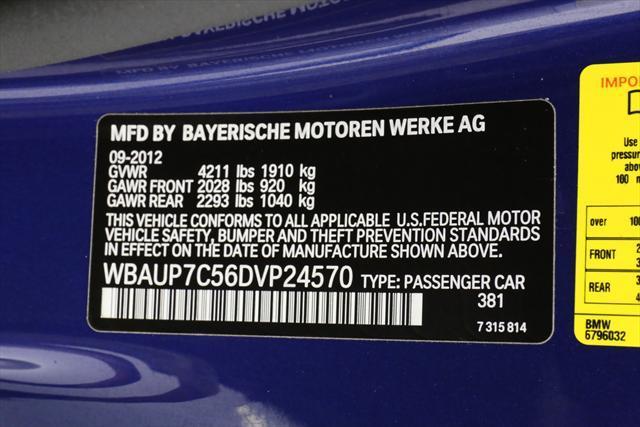 MFD BY BAYERISCHE MOTOREN WERKE AG
09-2012
GVWR 4211 lbs 1910 kg
GAWR FRONT 2028 lbs 920 kg
GAWR REAR 2293 lbs 1040 kg
THIS VEHICLE CONFORMS TO ALL APPLICABLE U.S.FEDERAL MOTOR
VEHICLE SAFETY, BUMPER AND THEFT PREVENTION STANDARDS
IN EFFECT ON THE DATE OF MANUFACTURE SHOWN ABOVE.
WBAUP7C56DVP24570 TYPE: PASSENGER CAR
381
7 315 814
Use
over
FRONT
REAR
BMW
6796032